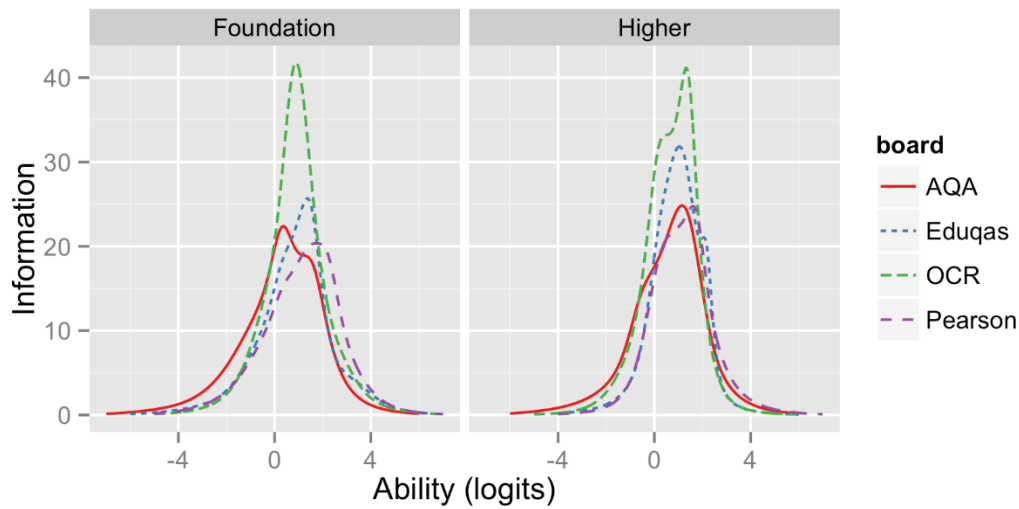 Foundation
Higher
Information
40
30
20
10
0
-4 0 4
-4 0 4
Ability (logits)
board
AQA
Eduqas
OCR
Pearson